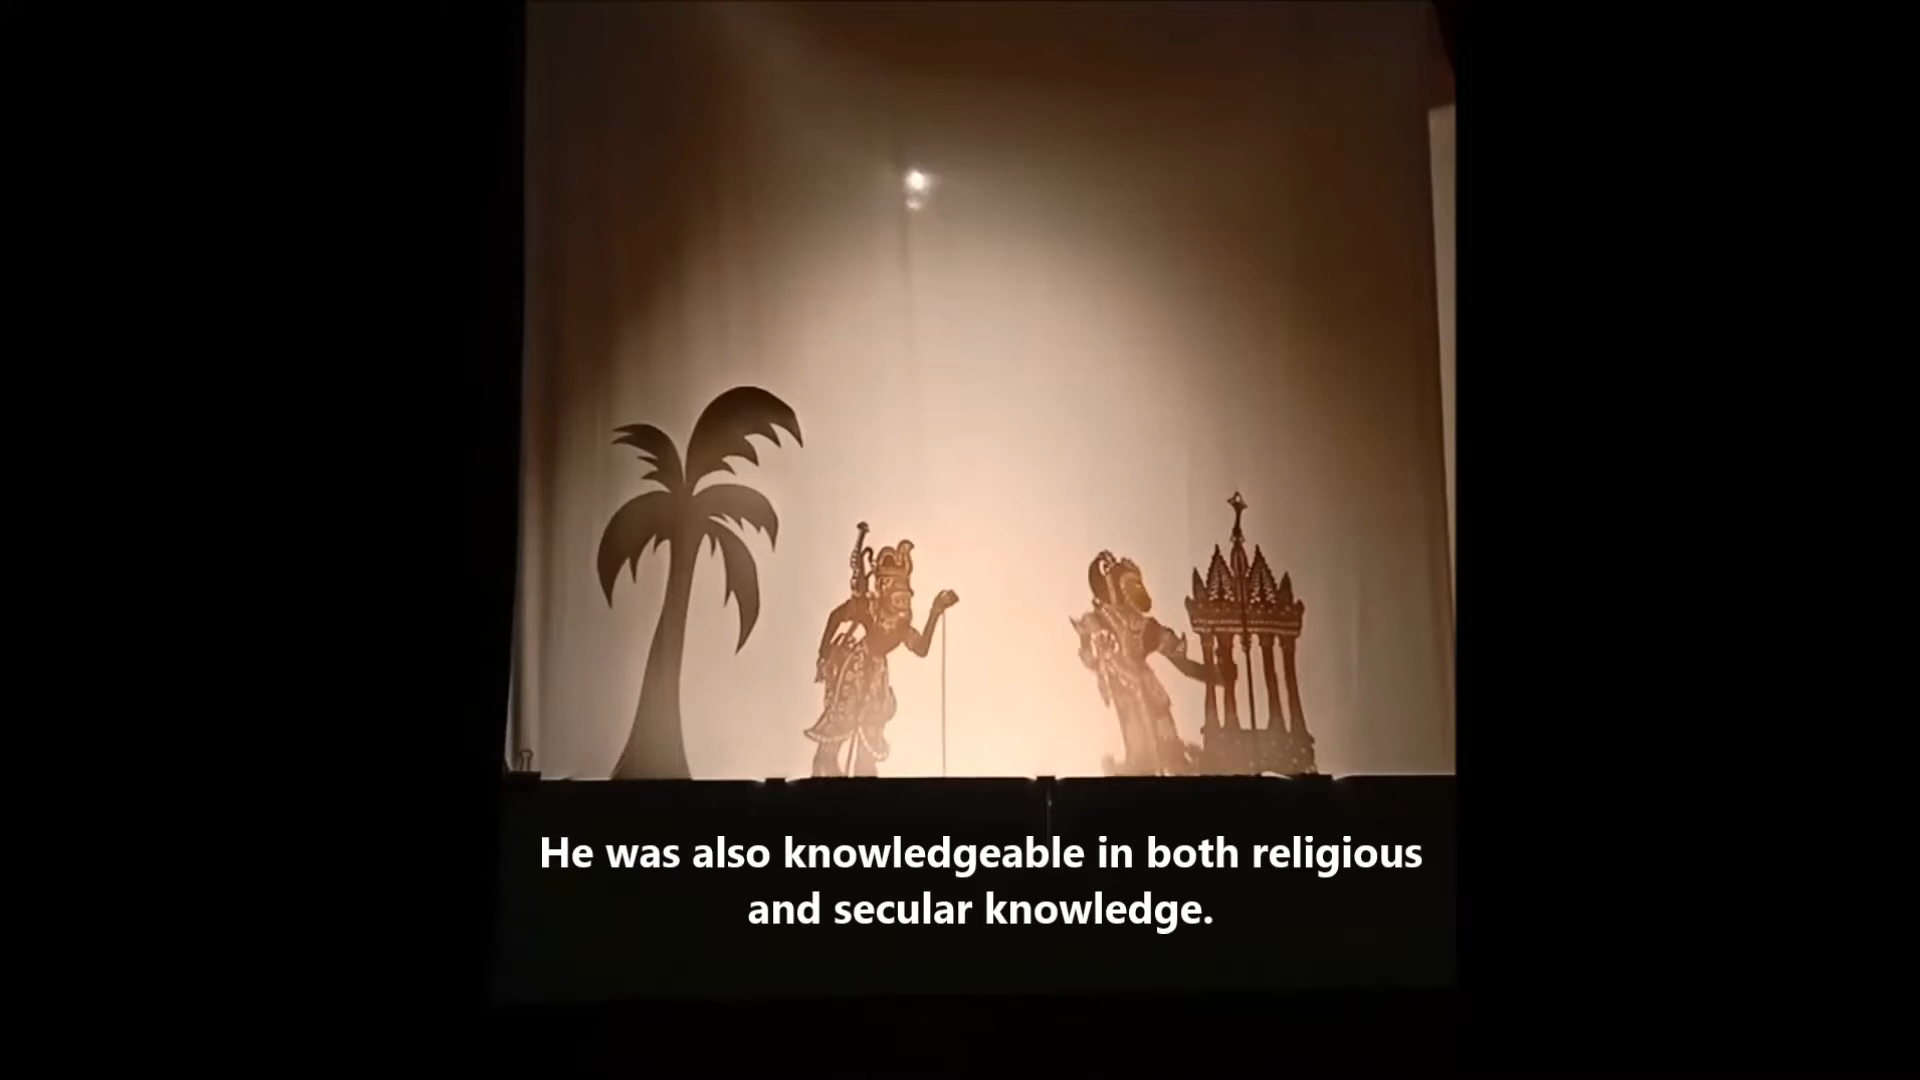 He was also knowledgeable in both religious
and secular knowledge.